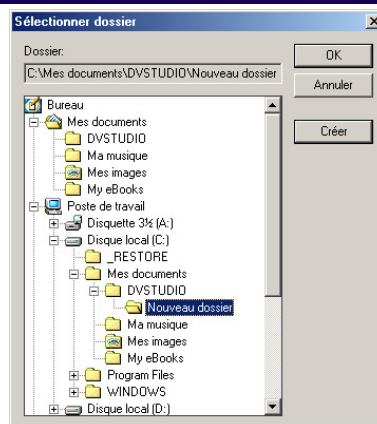 Sélectionner dossier
Dossier:
C:\Mes documents\DVSTUDIO\Nouveau dossier
OK
Annuler
Créer
Bureau
Mes documents
DVSTUDIO
Ma musique
Mes images
My eBooks
Poste de travail
Disquette 3½ (A:)
Disque local (C:)
_RESTORE
Mes documents
DVSTUDIO
Nouveau dossier
Ma musique
Mes images
My eBooks
Program Files
WINDOWS
Disque local (D:)